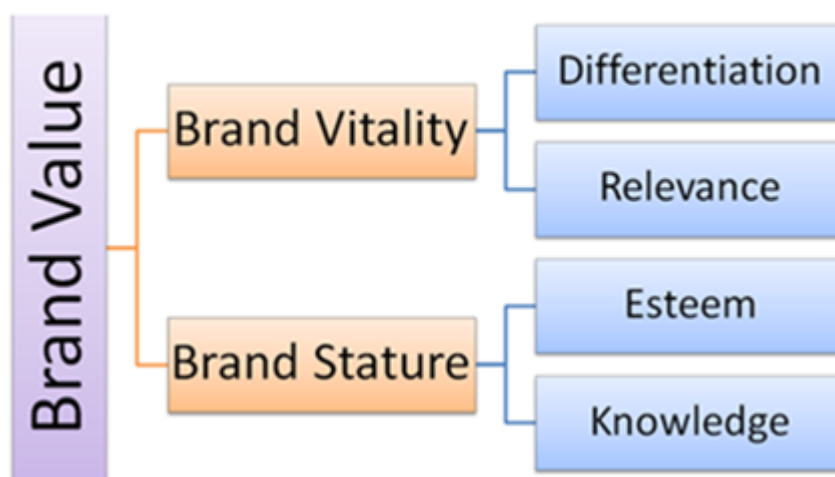 Brand Value
Brand Vitality
Differentiation
Relevance
Brand Stature
Esteem
Knowledge